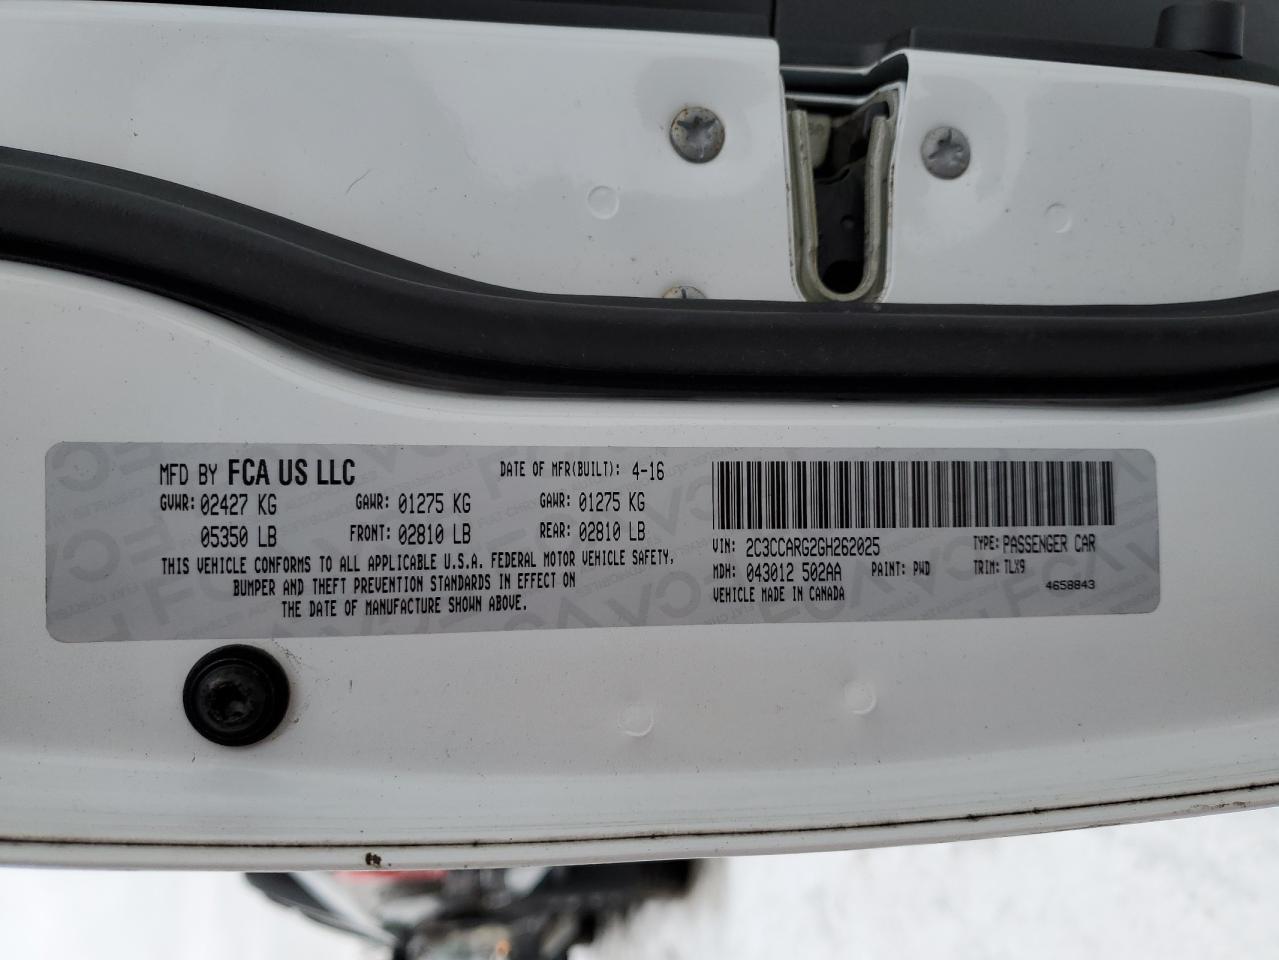 MFD BY FCA US LLC DATE OF MFR(BUILT): 4-16
GVWR: 02427 KG GAWR: 01275 KG GAWR: 01275 KG
05350 LB FRONT: 02810 LB REAR: 02810 LB
THIS VEHICLE CONFORMS TO ALL APPLICABLE U.S.A. FEDERAL MOTOR VEHICLE SAFETY,
BUMPER AND THEFT PREVENTION STANDARDS IN EFFECT ON
THE DATE OF MANUFACTURE SHOWN ABOVE.
VIN: 2C3CCARG2GH262025 TYPE: PASSENGER CAR
MDH: 043012 502AA PAINT: PWD TRIM: TLX9
VEHICLE MADE IN CANADA 4658843